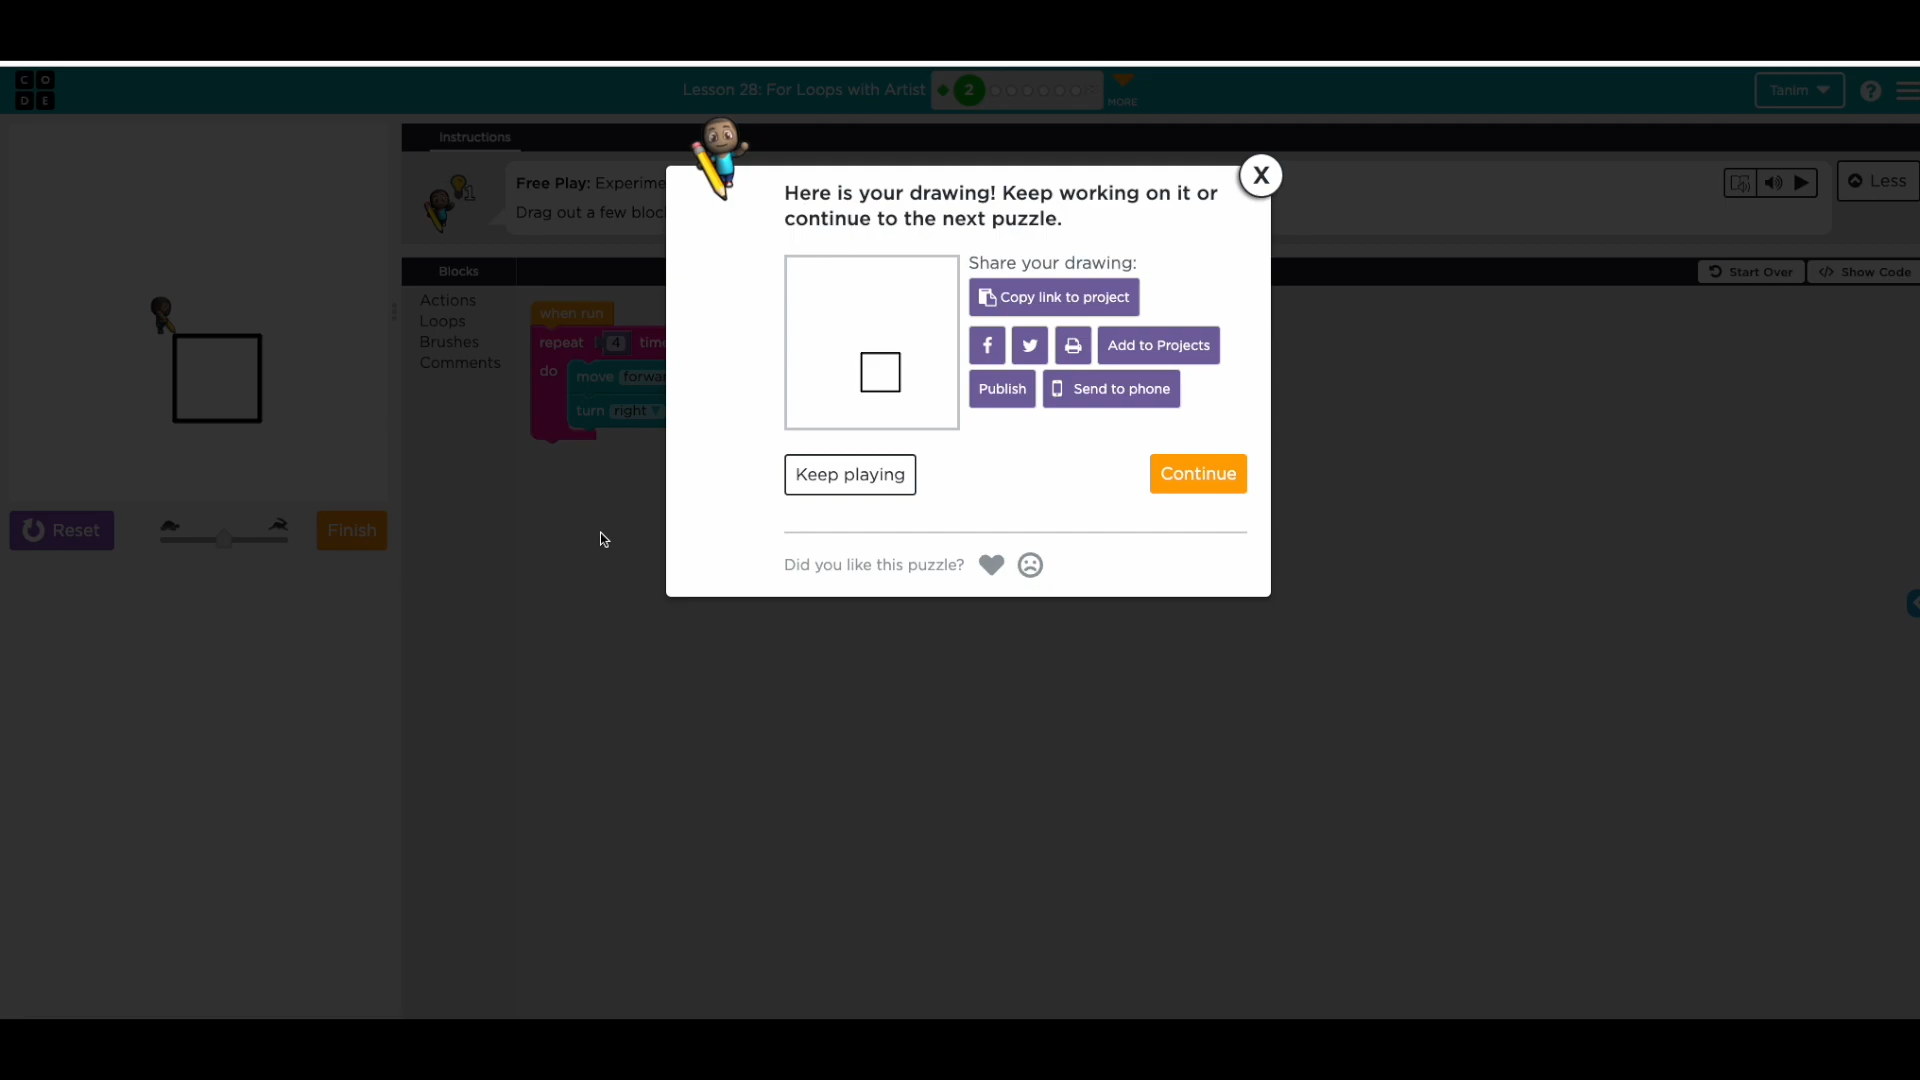 C O
D E
Lesson 28: For Loops with Artist
2
MORE
Tanim
?
Instructions
1
Free Play: Experime
Drag out a few bloc
Less
Blocks
Start Over
</> Show Code
Actions
Loops
Brushes
Comments
when run
repeat 4 time
do
move forwar
turn right
Reset
Finish
X
Here is your drawing! Keep working on it or
continue to the next puzzle.
Share your drawing:
Copy link to project
f
Add to Projects
Publish
Send to phone
Keep playing
Continue
Did you like this puzzle?